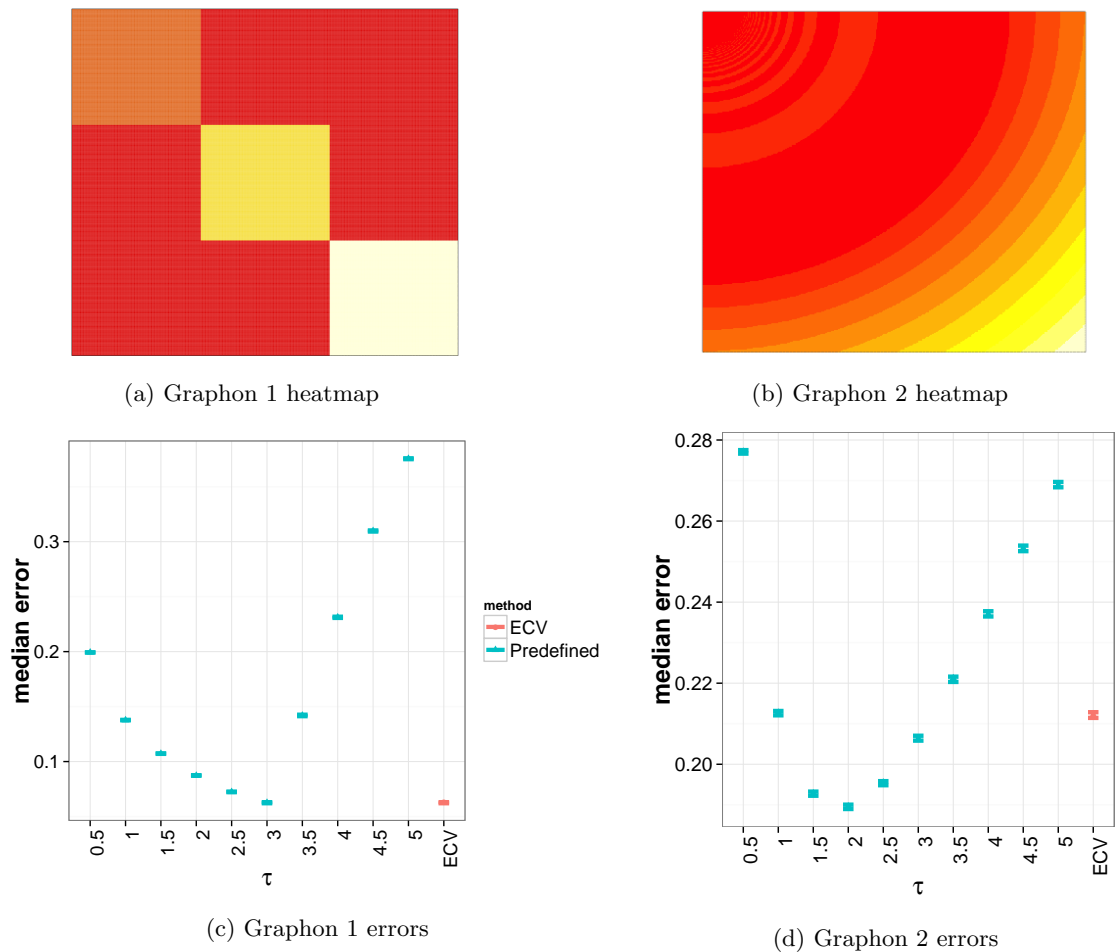 (a) Graphon 1 heatmap
(b) Graphon 2 heatmap
median error
0.3
0.2
0.1
0.5
1
1.5
2
2.5
3
3.5
4
4.5
5
ECV
τ
method
ECV
Predefined
(c) Graphon 1 errors
median error
0.28
0.26
0.24
0.22
0.20
0.5
1
1.5
2
2.5
3
3.5
4
4.5
5
ECV
τ
(d) Graphon 2 errors